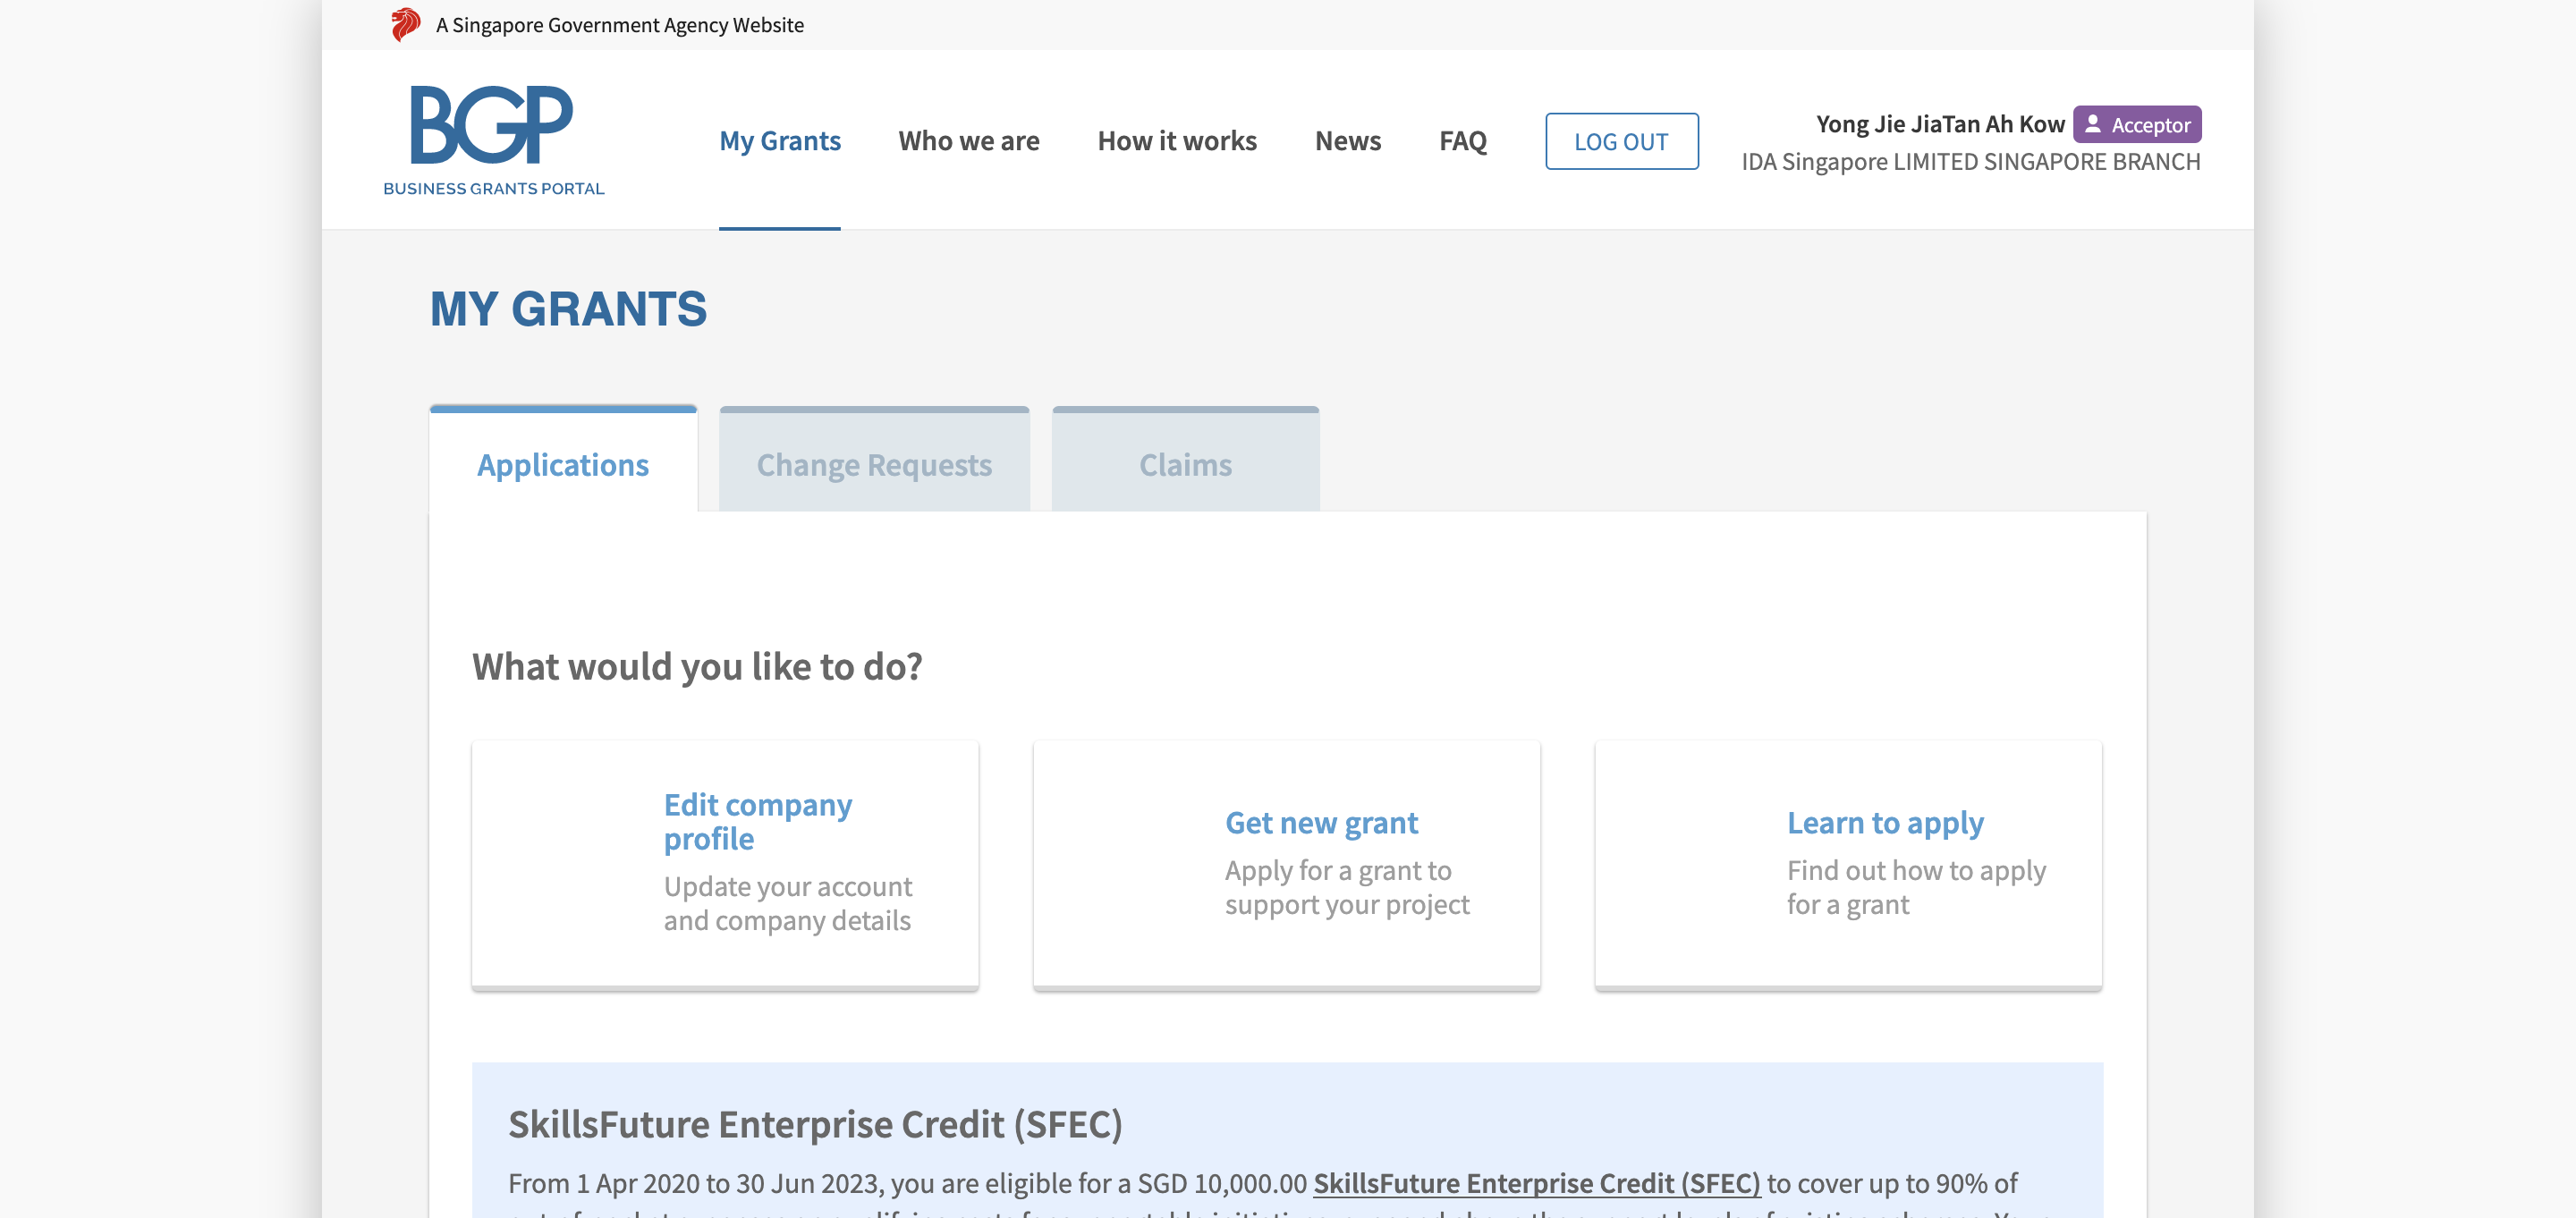 A Singapore Government Agency Website
BGP
BUSINESS GRANTS PORTAL
My Grants
Who we are
How it works
News
FAQ
LOG OUT
Yong Jie JiaTan Ah Kow Acceptor
IDA Singapore LIMITED SINGAPORE BRANCH
MY GRANTS
Applications
Change Requests
Claims
What would you like to do?
Edit company
profile
Update your account
and company details
Get new grant
Apply for a grant to
support your project
Learn to apply
Find out how to apply
for a grant
SkillsFuture Enterprise Credit (SFEC)
From 1 Apr 2020 to 30 Jun 2023, you are eligible for a SGD 10,000.00 SkillsFuture Enterprise Credit (SFEC) to cover up to 90% of